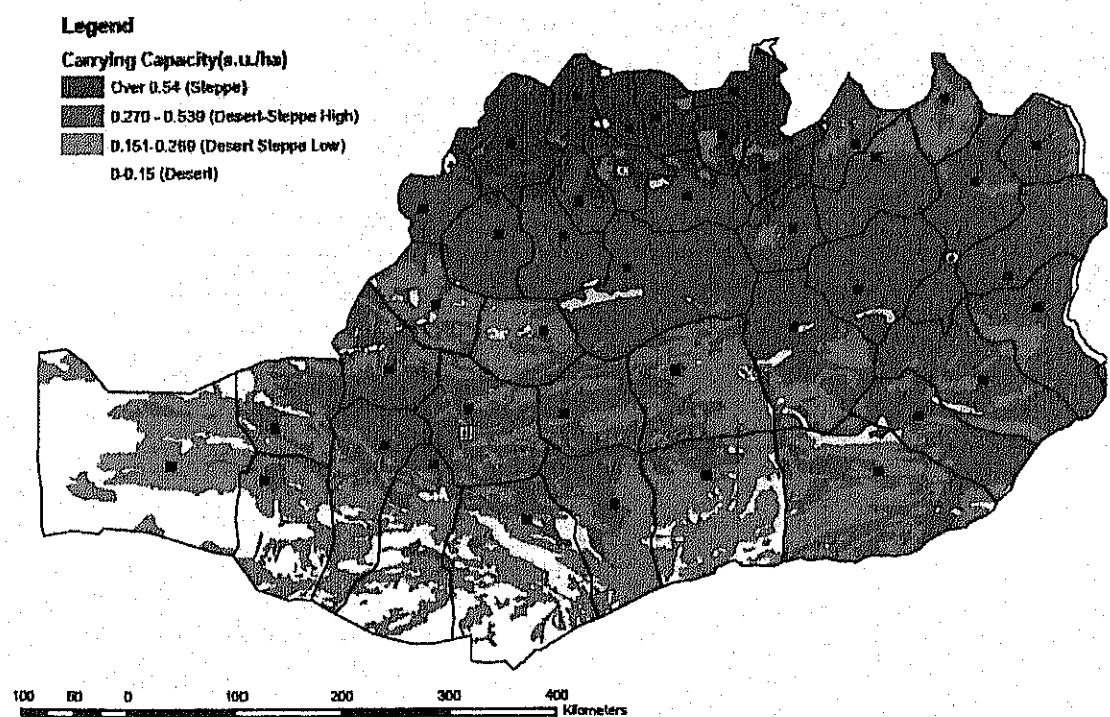 Legend
Carrying Capacity(s.u./ha)
Over 0.54 (Steppe)
0.270 - 0.539 (Desert-Steppe High)
0.151-0.269 (Desert Steppe Low)
0-0.15 (Desert)
100 50 0 100 200 300 400
Kilometers